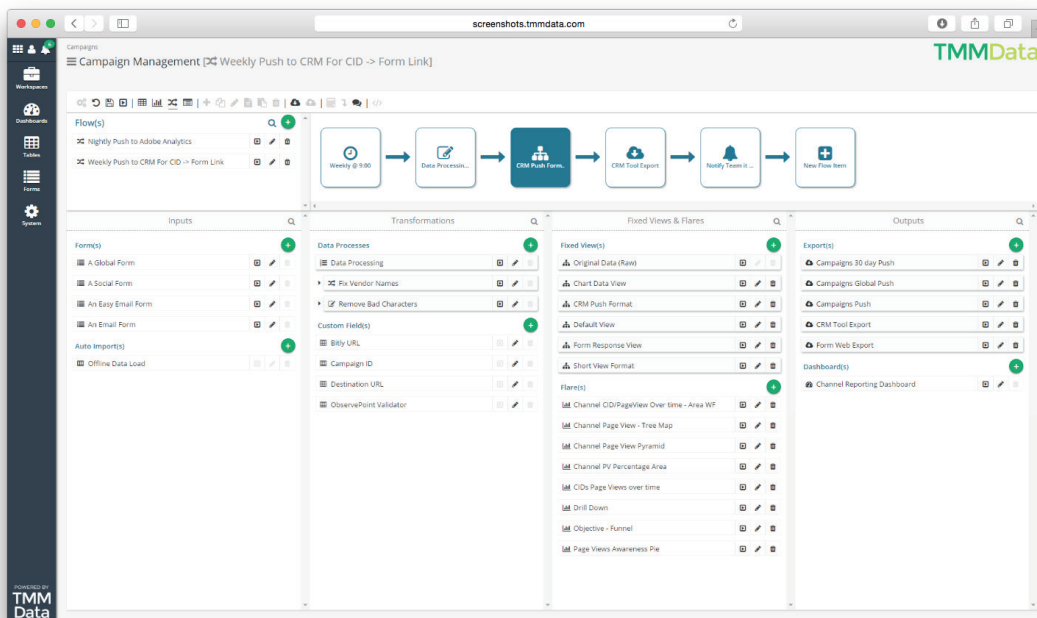 screenshots.tmmdata.com
Campaigns
Campaign Management [Weekly Push to CRM For CID -> Form Link]
TMMData
Workspaces
Dashboards
Tables
Forms
System
Flow(s)
Nightly Push to Adobe Analytics
Weekly Push to CRM For CID -> Form Link
Weekly @ 9:00
Data Processin...
CRM Push Form..
CRM Tool Export
Notify Team it ...
New Flow Item
Inputs
Form(s)
A Global Form
A Social Form
An Easy Email Form
An Email Form
Auto Import(s)
Offline Data Load
Transformations
Data Processes
Data Processing
Fix Vendor Names
Remove Bad Characters
Custom Field(s)
Bitly URL
Campaign ID
Destination URL
ObservePoint Validator
Fixed Views & Flares
Fixed View(s)
Original Data (Raw)
Chart Data View
CRM Push Format
Default View
Form Response View
Short View Format
Flare(s)
Channel CID/PageView Over time - Area WF
Channel Page View - Tree Map
Channel Page View Pyramid
Channel PV Percentage Area
CIDs Page Views over time
Drill Down
Objective - Funnel
Page Views Awareness Pie
Outputs
Export(s)
Campaigns 30 day Push
Campaigns Global Push
Campaigns Push
CRM Tool Export
Form Web Export
Dashboard(s)
Channel Reporting Dashboard
POWERED BY
TMM
Data